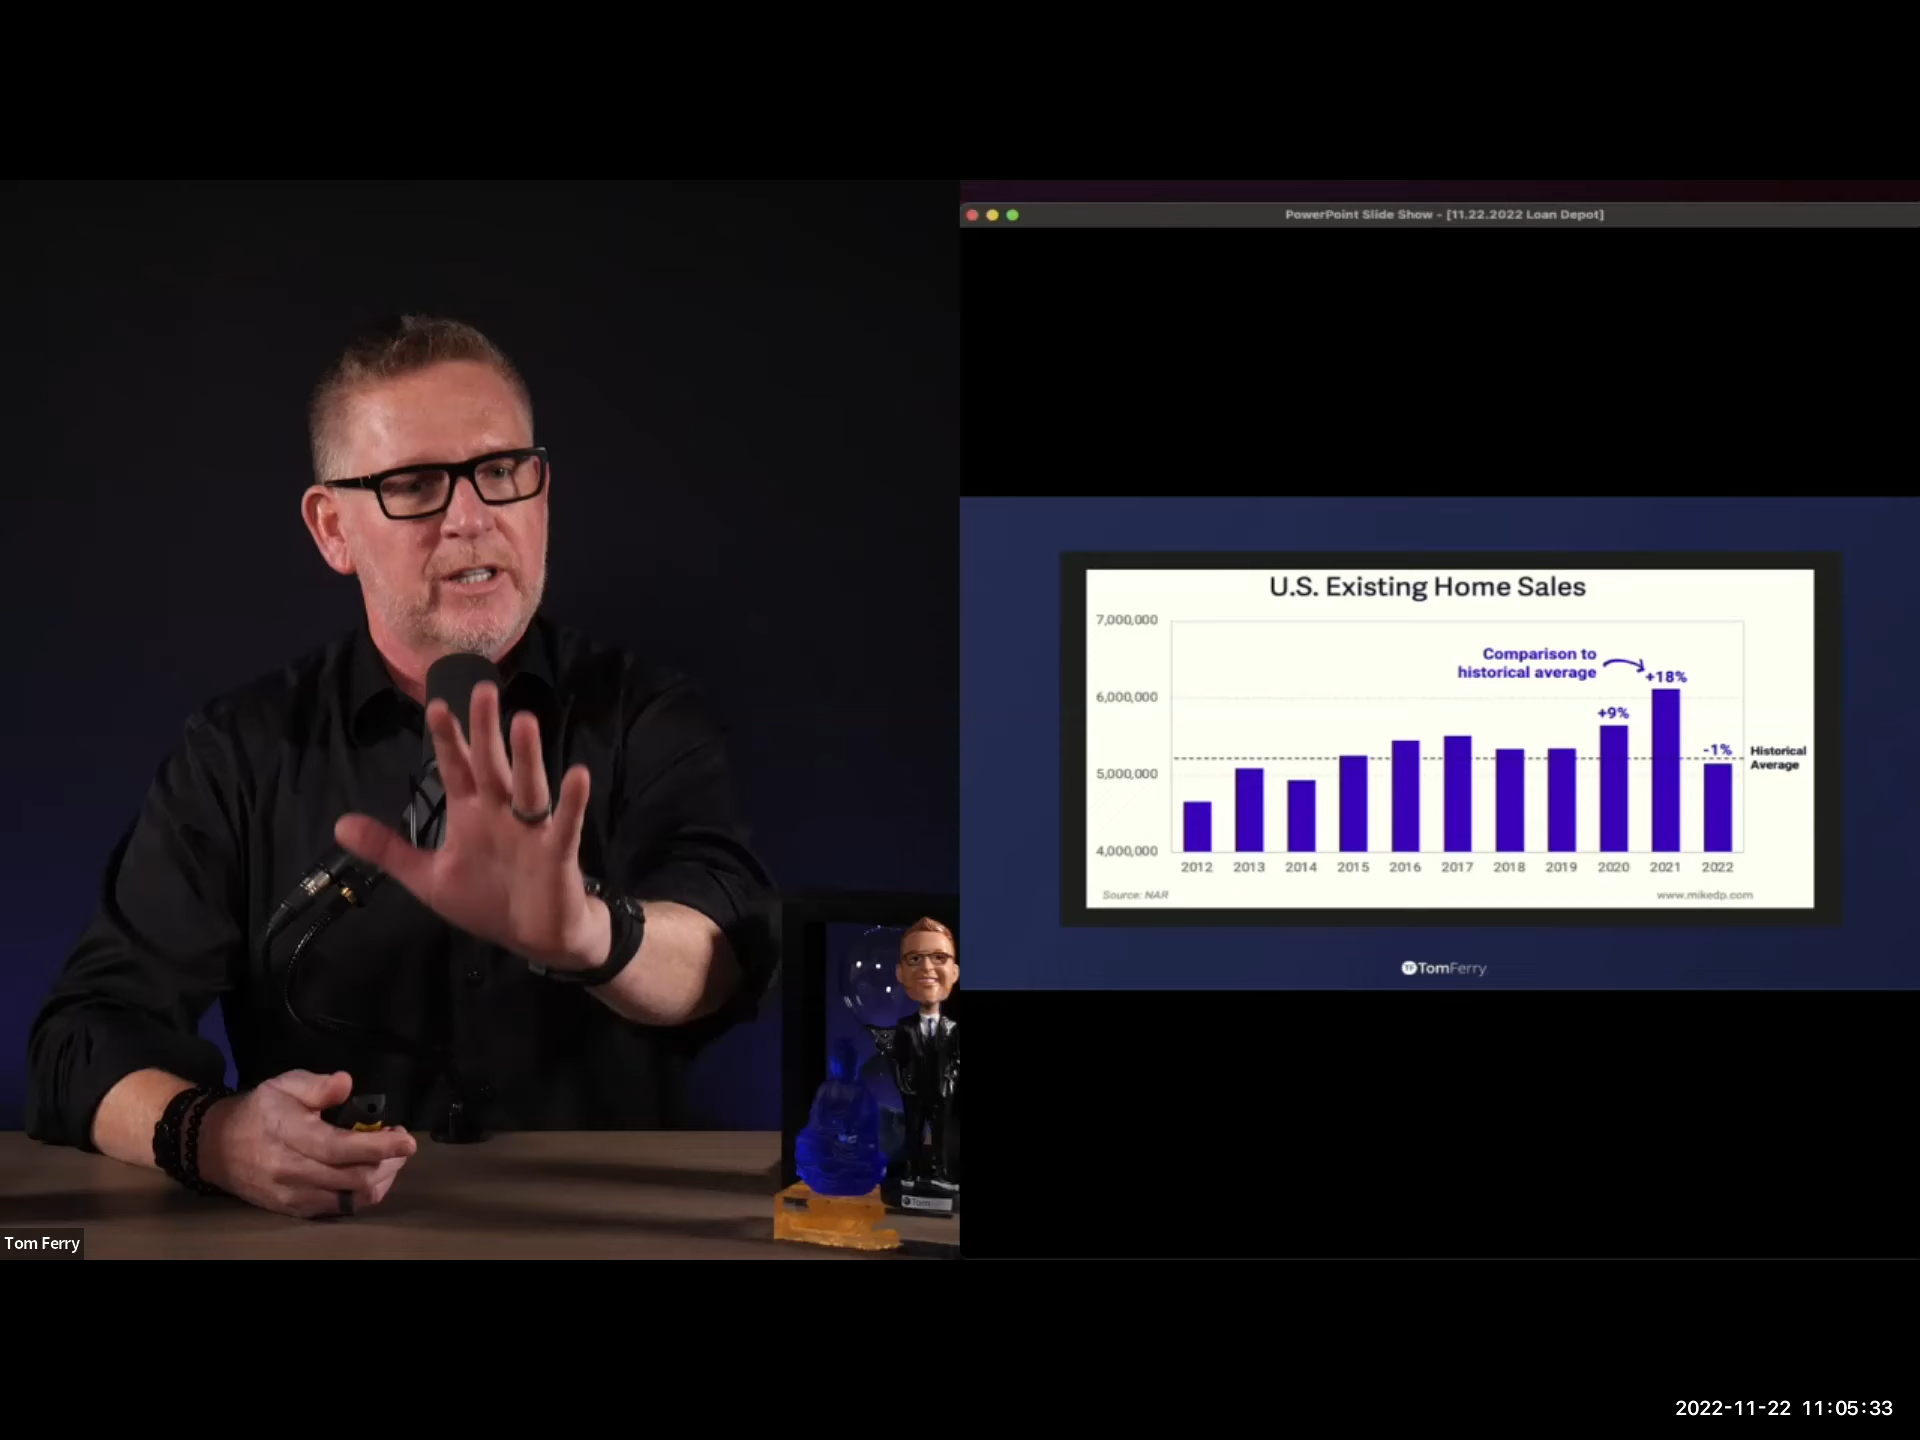 PowerPoint Slide Show - [11.22.2022 Loan Depot]
U.S. Existing Home Sales
7,000,000
6,000,000
5,000,000
4,000,000
Comparison to
historical average
+18%
+9%
-1%
Historical
Average
2012 2013 2014 2015 2016 2017 2018 2019 2020 2021 2022
Source: NAR
www.mikedp.com
TF TomFerry
Tom
Tom Ferry
2022-11-22 11:05:33